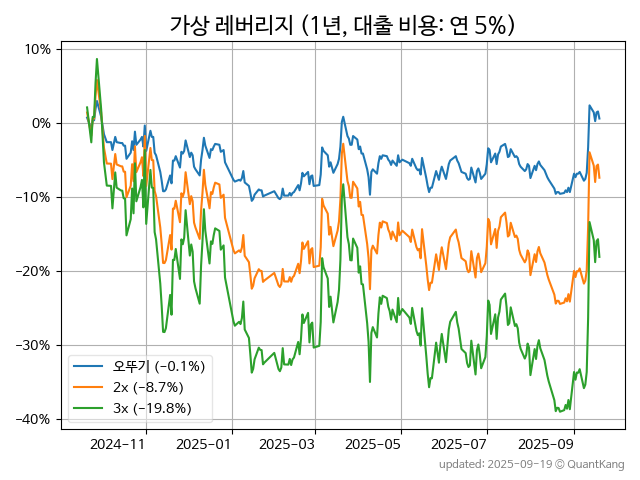 가상 레버리지 (1년, 대출 비용: 연 5%)
10%
0%
−10%
−20%
−30%
−40%
오뚜기 (−0.1%)
2x (−8.7%)
3x (−19.8%)
2024−11 2025−01 2025−03 2025−05 2025−07 2025−09
updated: 2025−09−19 © QuantKang